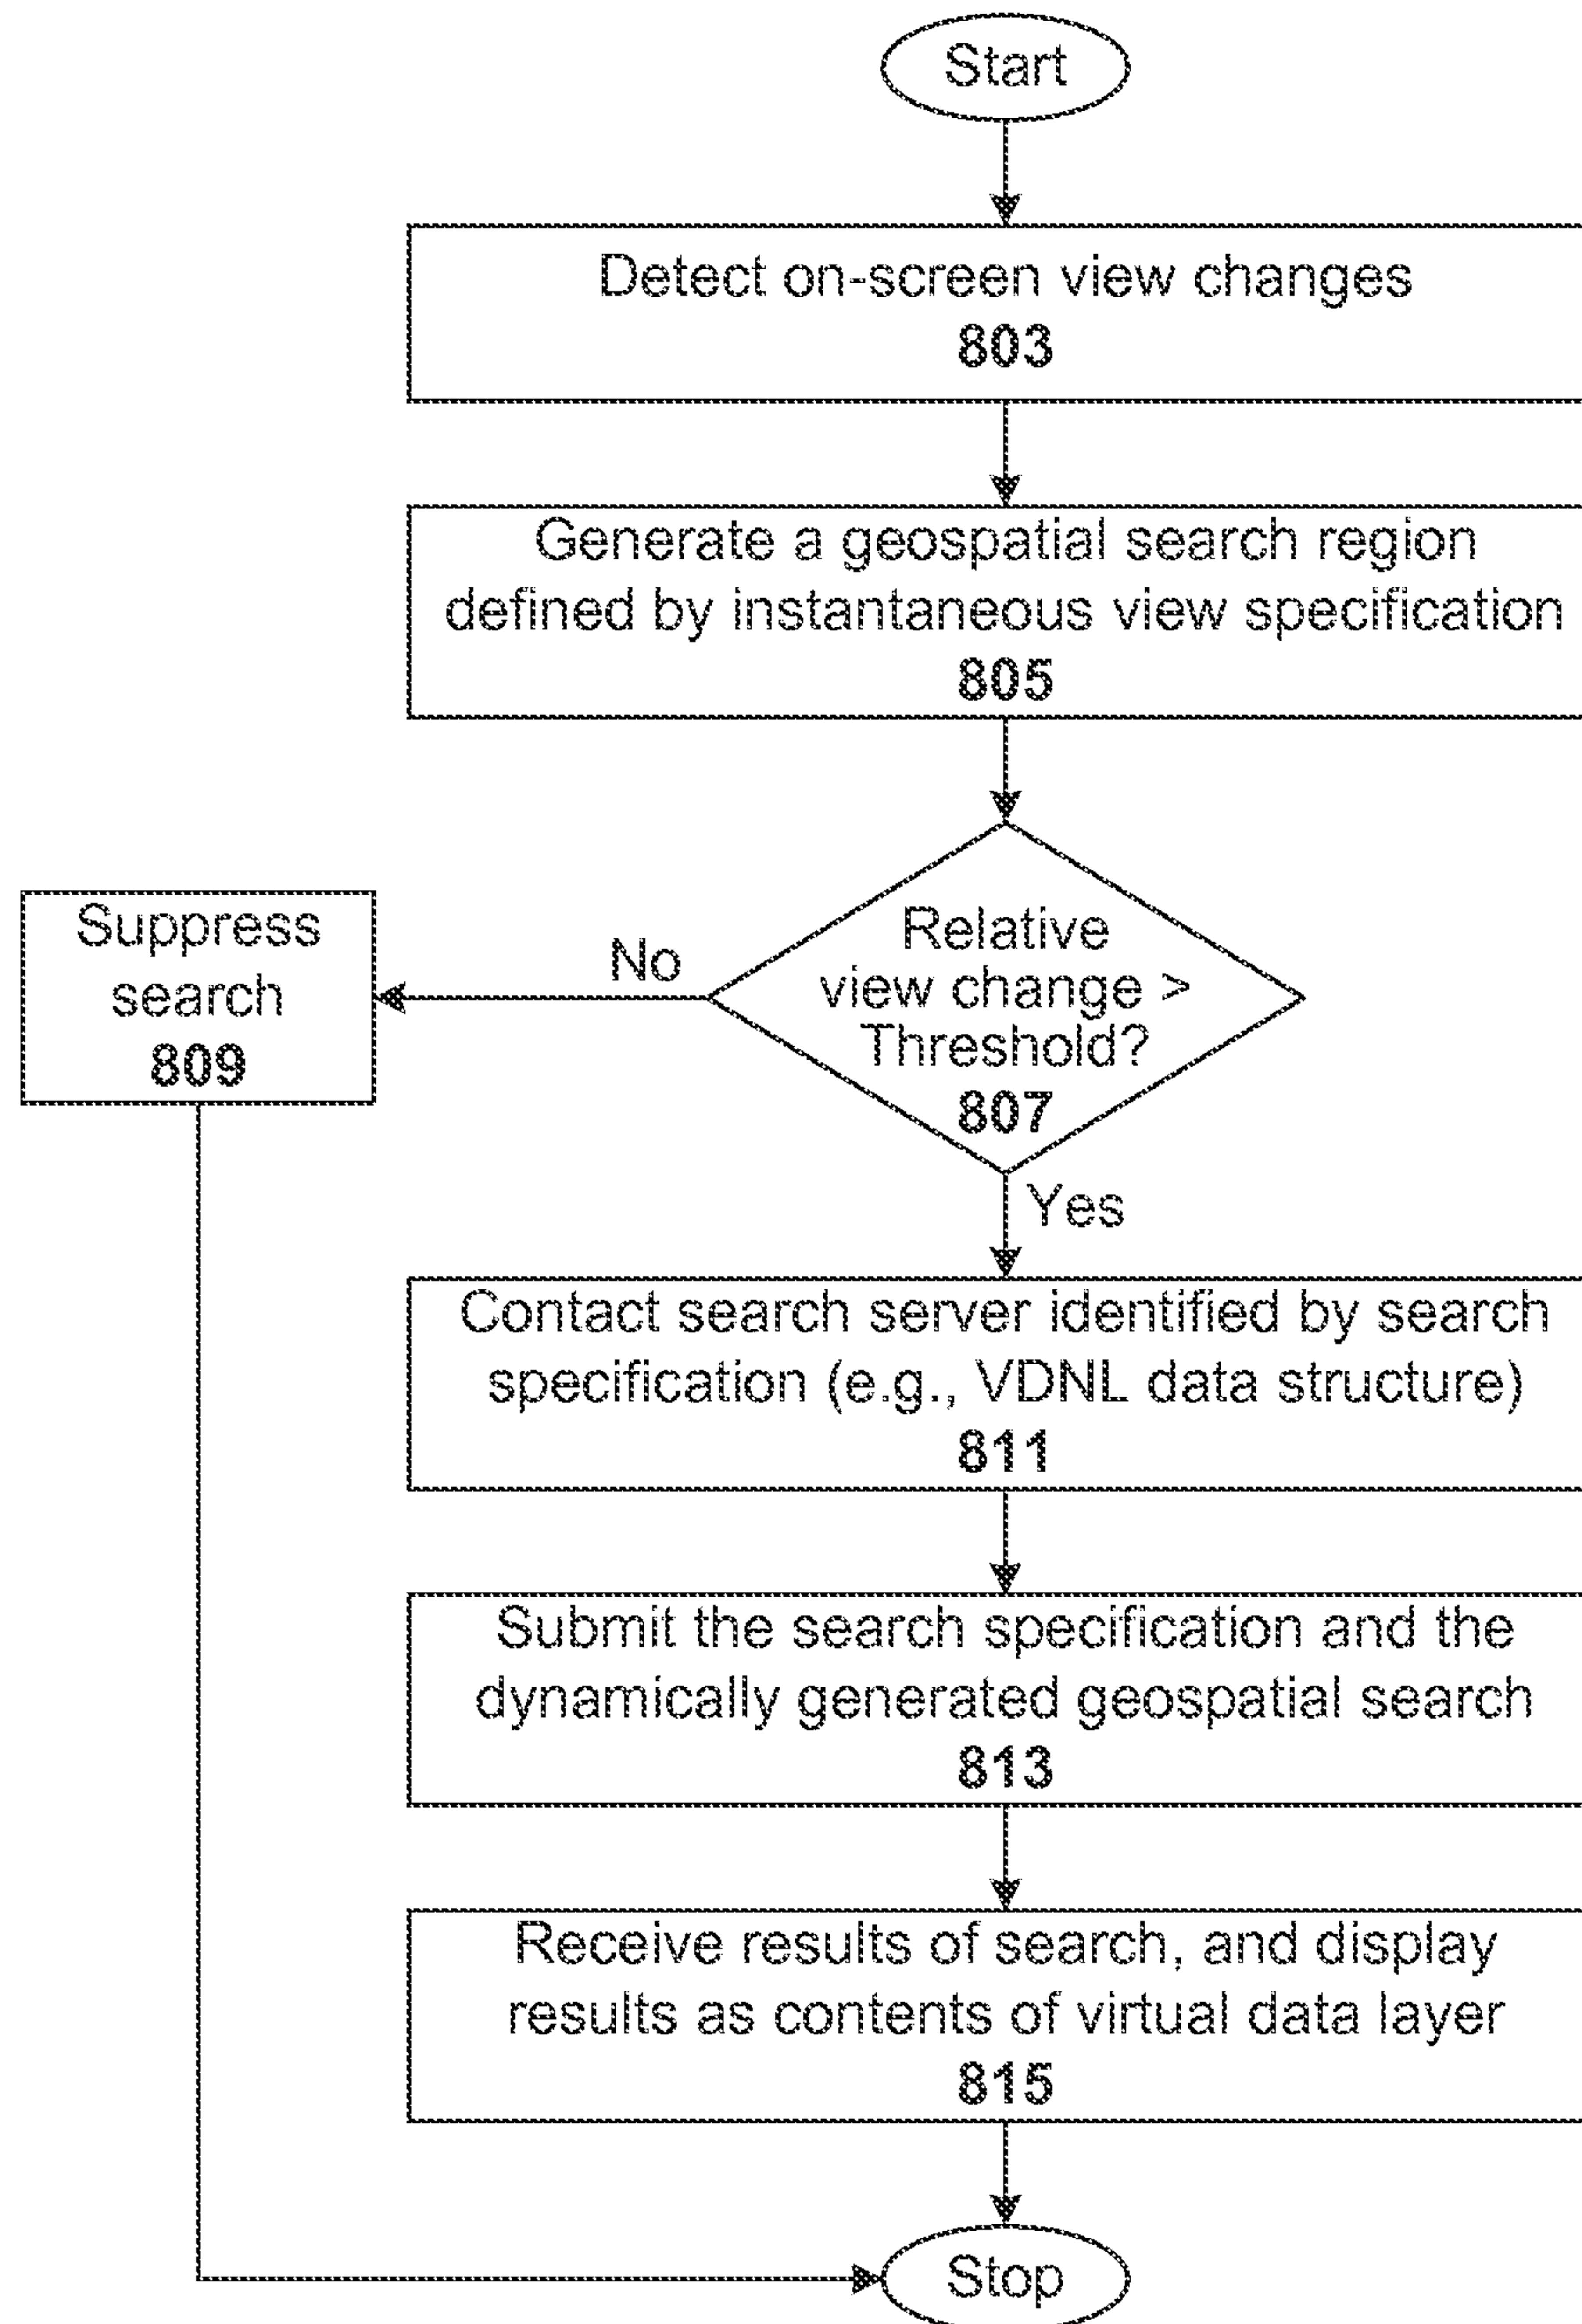 Start
Detect on-screen view changes
803
Generate a geospatial search region
defined by instantaneous view specification
805
Relative
view change >
Threshold?
807
No
Suppress
search
809
Yes
Contact search server identified by search
specification (e.g., VDNL data structure)
811
Submit the search specification and the
dynamically generated geospatial search
813
Receive results of search, and display
results as contents of virtual data layer
815
Stop